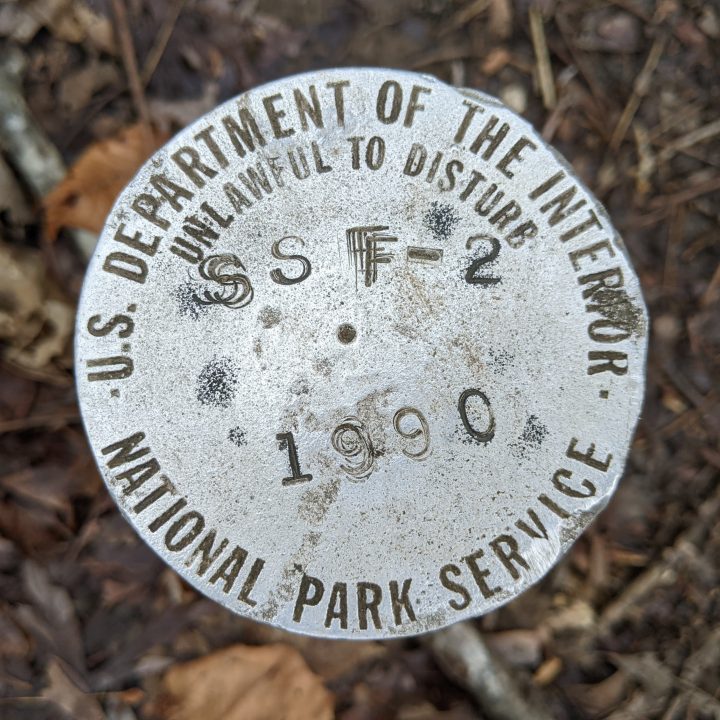 U.S. DEPARTMENT OF THE INTERIOR
UNLAWFUL TO DISTURB
SSF-2
1990
NATIONAL PARK SERVICE